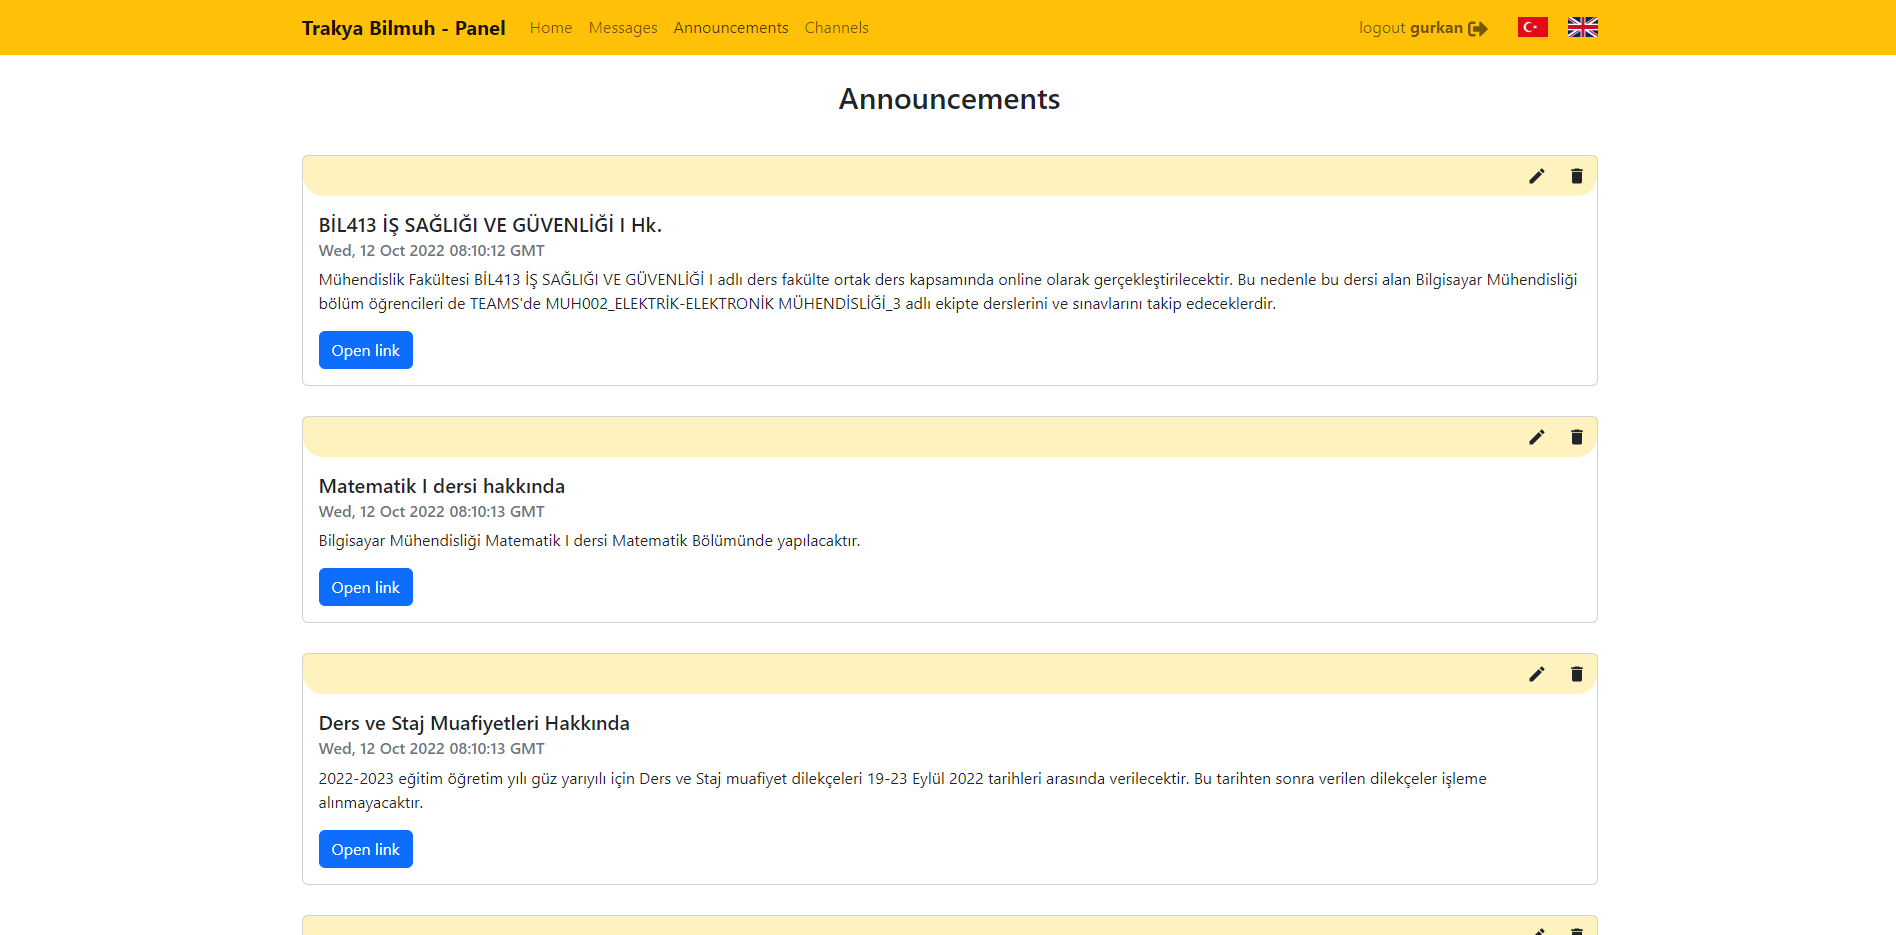 Trakya Bilmuh - Panel Home Messages Announcements Channels logout gurkan
Announcements
BİL413 İŞ SAĞLIĞI VE GÜVENLİĞİ I Hk.
Wed, 12 Oct 2022 08:10:12 GMT
Mühendislik Fakültesi BİL413 İŞ SAĞLIĞI VE GÜVENLİĞİ I adlı ders fakülte ortak ders kapsamında online olarak gerçekleştirilecektir. Bu nedenle bu dersi alan Bilgisayar Mühendisliği
bölüm öğrencileri de TEAMS'de MUH002_ELEKTRİK-ELEKTRONİK MÜHENDİSLİĞİ_3 adlı ekipte derslerini ve sınavlarını takip edeceklerdir.
Open link
Matematik I dersi hakkında
Wed, 12 Oct 2022 08:10:13 GMT
Bilgisayar Mühendisliği Matematik I dersi Matematik Bölümünde yapılacaktır.
Open link
Ders ve Staj Muafiyetleri Hakkında
Wed, 12 Oct 2022 08:10:13 GMT
2022-2023 eğitim öğretim yılı güz yarıyılı için Ders ve Staj muafiyet dilekçeleri 19-23 Eylül 2022 tarihleri arasında verilecektir. Bu tarihten sonra verilen dilekçeler işleme
alınmayacaktır.
Open link